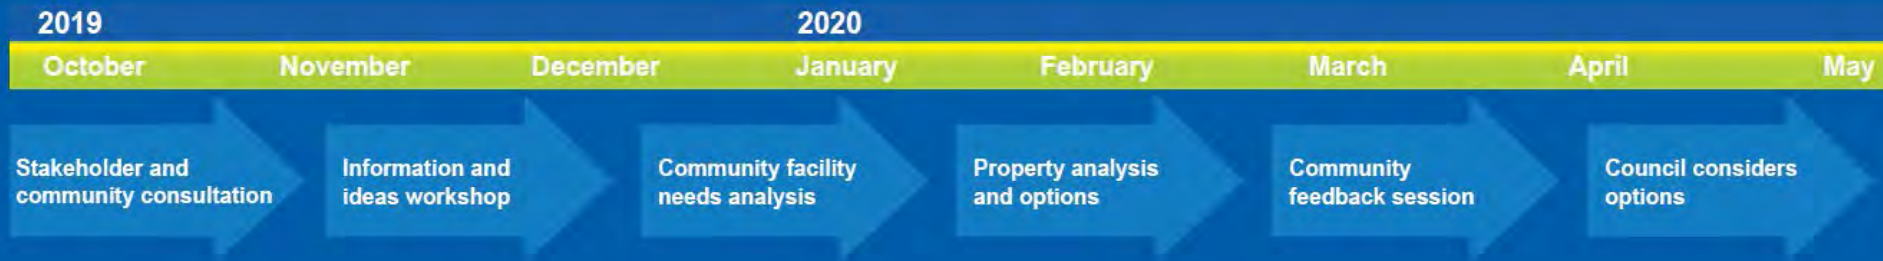 2019 2020
October November December January February March April May
Stakeholder and
community consultation
Information and
ideas workshop
Community facility
needs analysis
Property analysis
and options
Community
feedback session
Council considers
options